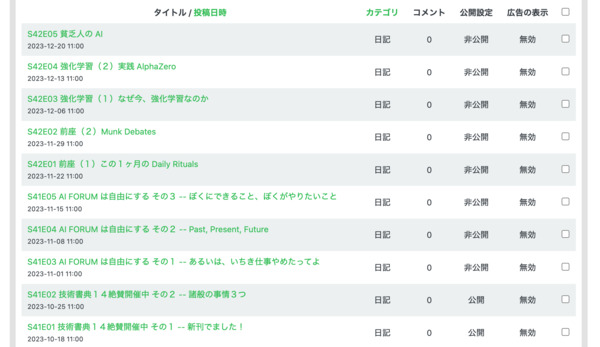 タイトル / 投稿日時 カテゴリ コメント 公開設定 広告の表示
S42E05 貧乏人の AI 日記 0 非公開 無効
2023-12-20 11:00
S42E04 強化学習（２）実践 AlphaZero 日記 0 非公開 無効
2023-12-13 11:00
S42E03 強化学習（１）なぜ今、強化学習なのか 日記 0 非公開 無効
2023-12-06 11:00
S42E02 前座（２）Munk Debates 日記 0 非公開 無効
2023-11-29 11:00
S42E01 前座（１）この１ヶ月の Daily Rituals 日記 0 非公開 無効
2023-11-22 11:00
S41E05 AI FORUM は自由にする その３ -- ぼくにできること、ぼくがやりたいこと 日記 0 非公開 無効
2023-11-15 11:00
S41E04 AI FORUM は自由にする その２ -- Past, Present, Future 日記 0 非公開 無効
2023-11-08 11:00
S41E03 AI FORUM は自由にする その１ -- あるいは、いちき仕事やめたってよ 日記 0 非公開 無効
2023-11-01 11:00
S41E02 技術書典１４絶賛開催中 その２ -- 諸般の事情３つ 日記 0 公開 無効
2023-10-25 11:00
S41E01 技術書典１４絶賛開催中 その１ -- 新刊でました！ 日記 0 公開 無効
2023-10-18 11:00